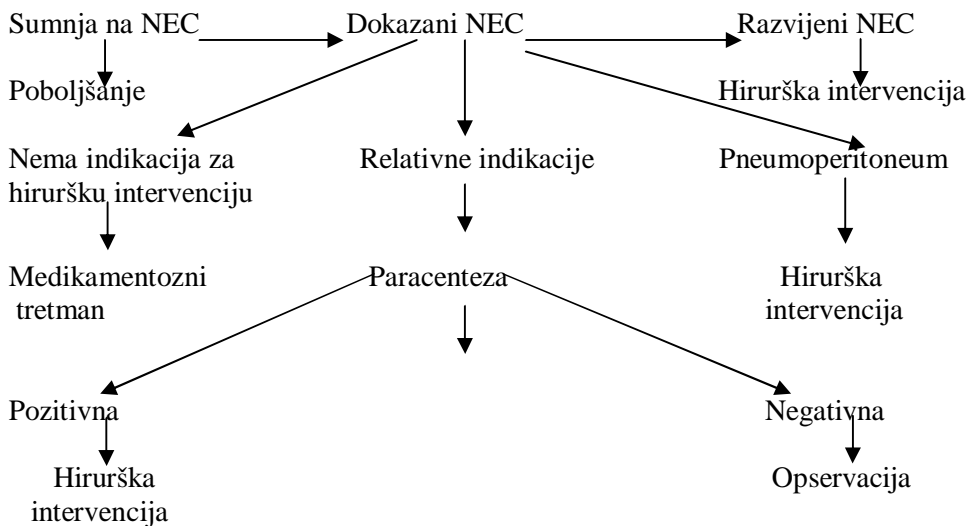 Sumnja na NEC
Dokazani NEC
Razvijeni NEC
Poboljšanje
Hirurška intervencija
Nema indikacija za
hiruršku intervenciju
Relativne indikacije
Pneumoperitoneum
Medikamentozni
tretman
Paracenteza
Hirurška
intervencija
Pozitivna
Negativna
Hirurška
intervencija
Opservacija